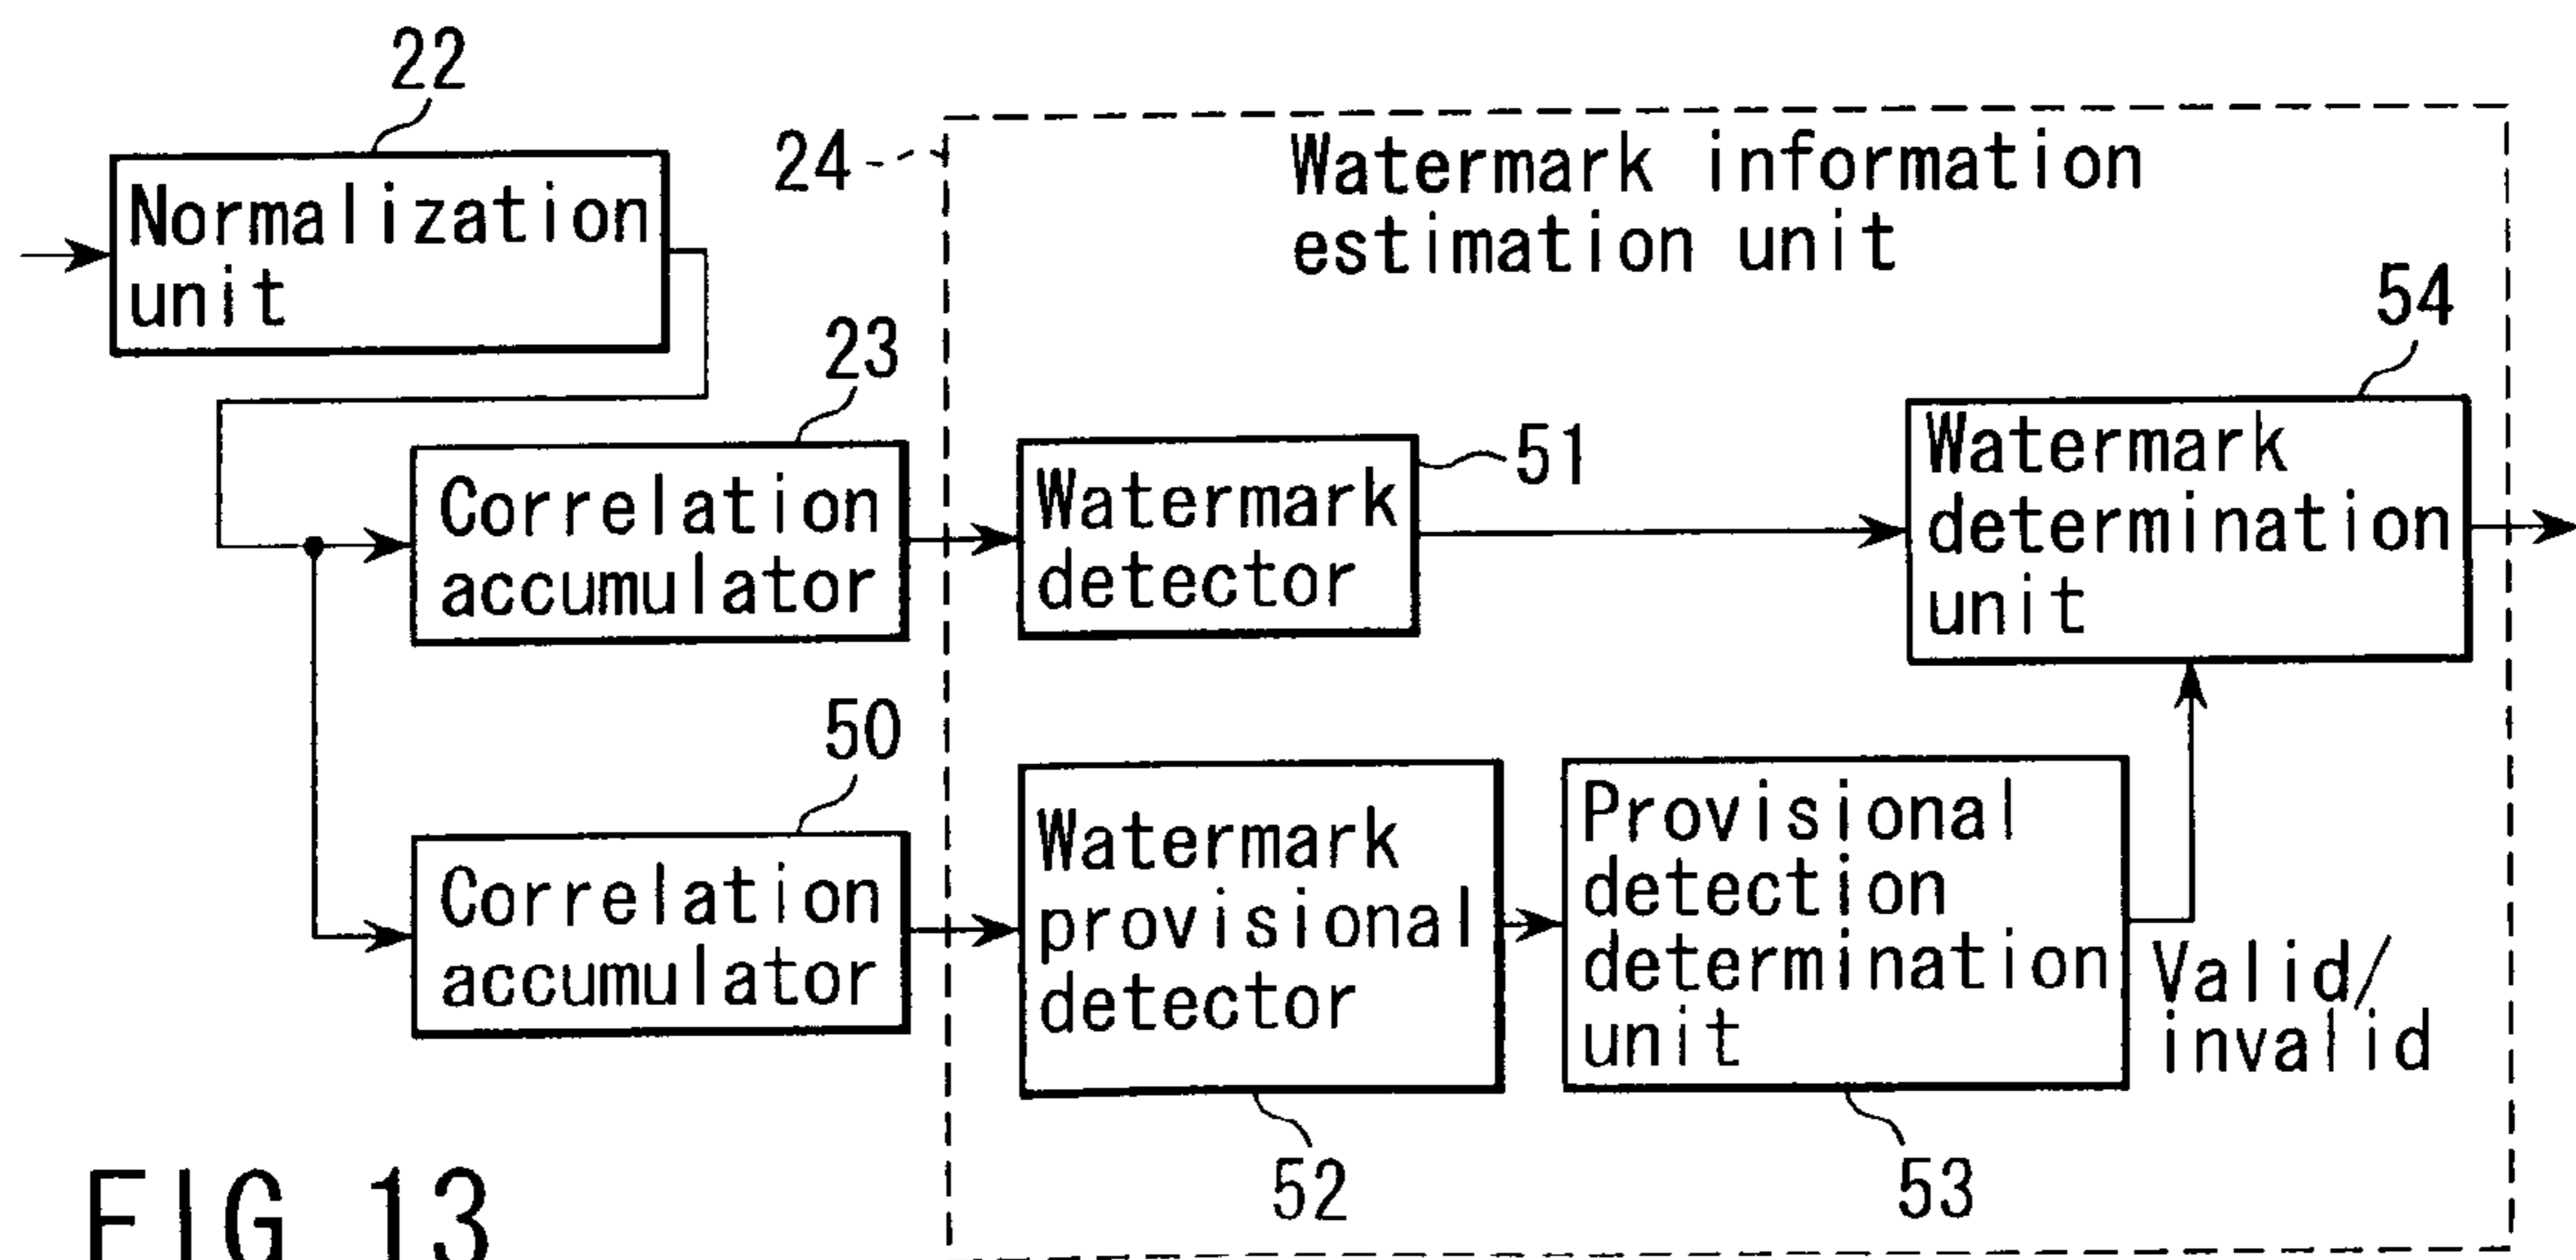 22
Normalization
unit
24
Watermark information
estimation unit
23
Correlation
accumulator
51
Watermark
detector
54
Watermark
determination
unit
50
Correlation
accumulator
Watermark
provisional
detector
52
Provisional
detection
determination
unit
53
Valid/
invalid
FIG 13